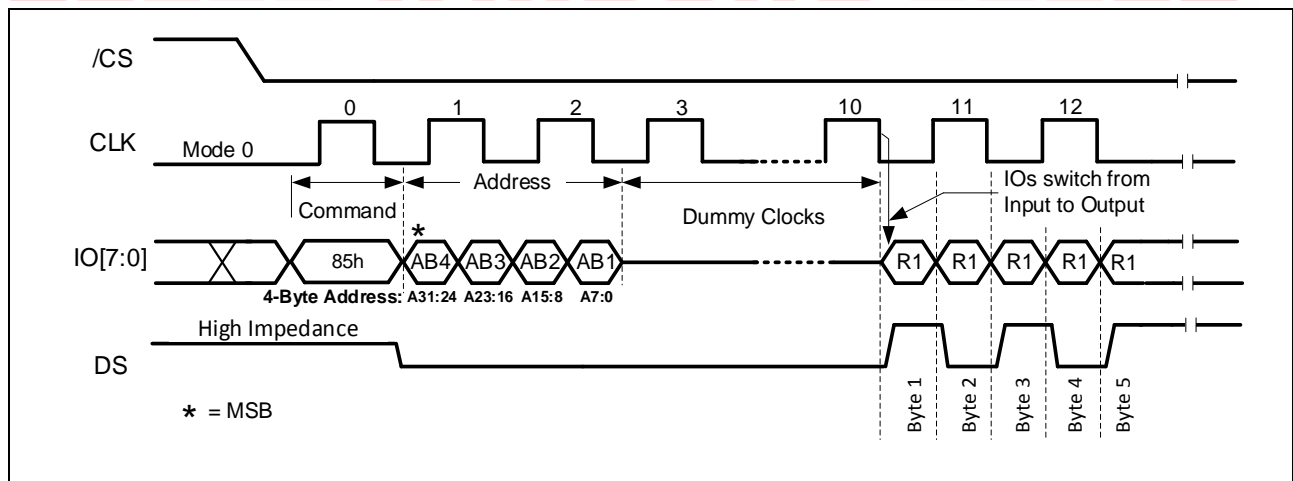 /CS
0 1 2 3 10 11 12
CLK
Mode 0
Address
IOs switch from
Input to Output
Command
Dummy Clocks
*
IO[7:0]
85h AB4 AB3 AB2 AB1 R1 R1 R1 R1 R1
4-Byte Address: A31:24 A23:16 A15:8 A7:0
High Impedance
DS
Byte 1
Byte 2
Byte 3
Byte 4
Byte 5
* = MSB